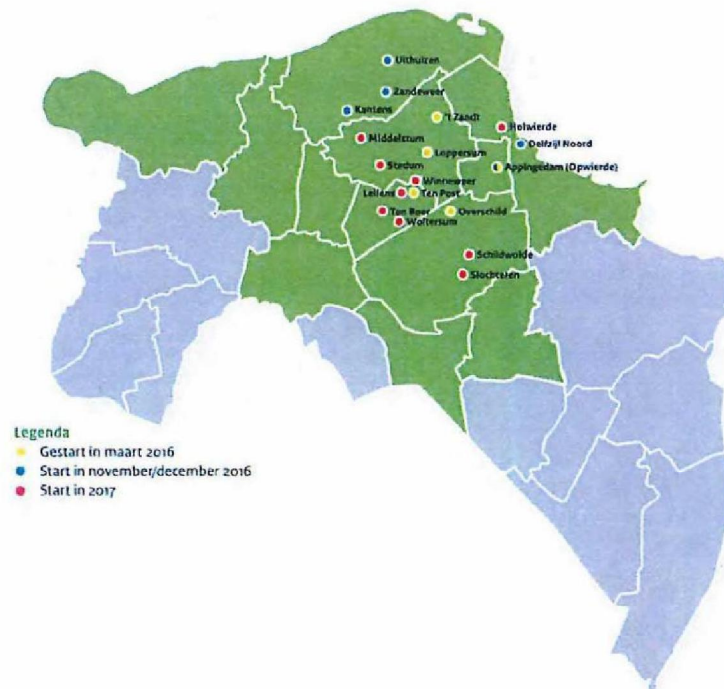 Uithuizen
Zandeweer
Kantens
't Zandt
Holwierde
Delfzijl Noord
Middelstum
Loppersum
Stedum
Appingedam (Opwierde)
Winneweer
Lellens
Ten Post
Ten Boer
Overschild
Woltersum
Schildwolde
Slochteren
Legenda
Gestart in maart 2016
Start in november/december 2016
Start in 2017